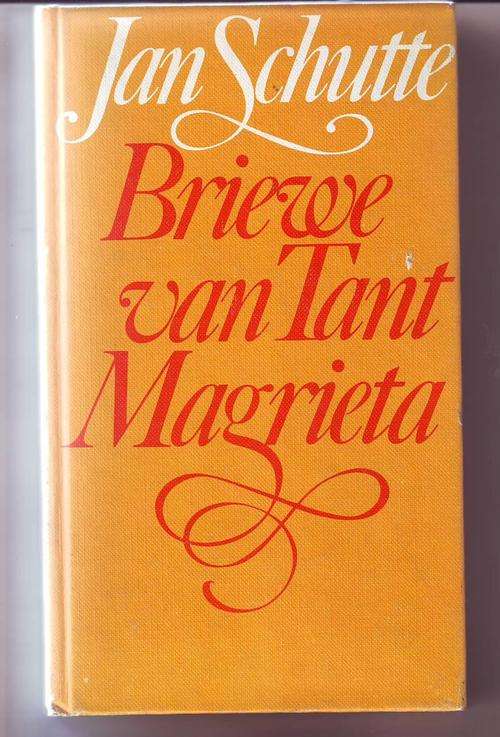 Jan Schutte
Briewe
van Tant
Magrieta